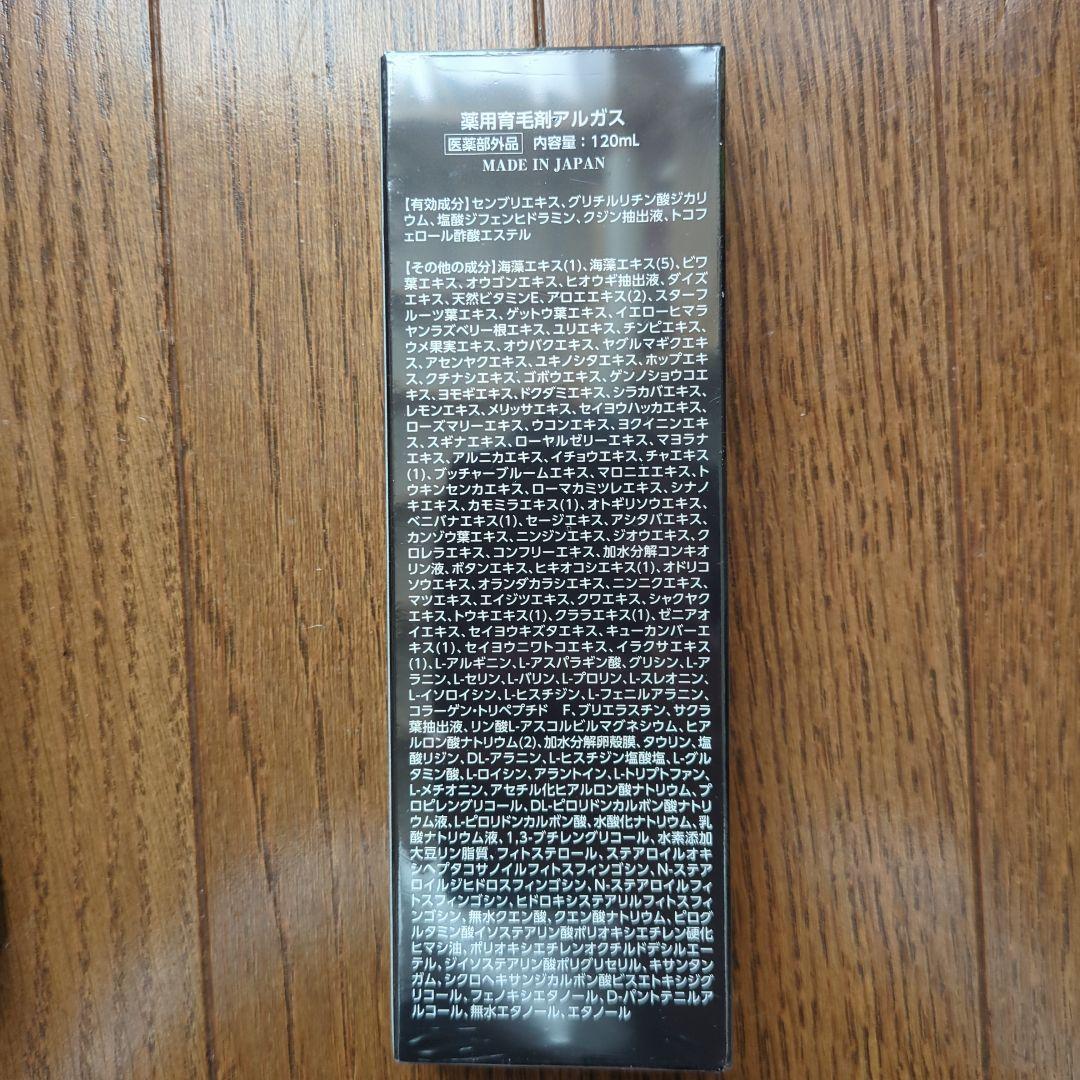 薬用育毛剤アルガス
医薬部外品 内容量：120mL
MADE IN JAPAN
【有効成分】センブリエキス、グリチルリチン酸ジカリ
ウム、塩酸ジフェンヒドラミン、クジン抽出液、トコフ
ェロール酢酸エステル
【その他の成分】海藻エキス(1)、海藻エキス(5)、ビワ
葉エキス、オウゴンエキス、ヒオウギ抽出液、ダイズ
エキス、天然ビタミンE、アロエエキス(2)、スターフ
ルーツ葉エキス、ゲットウ葉エキス、イエローヒマラ
ヤンラズベリー根エキス、ユリエキス、チンピエキス、
ウメ果実エキス、オウバクエキス、ヤグルマギクエキ
ス、アセンヤクエキス、ユキノシタエキス、ホップエキ
ス、クチナシエキス、ゴボウエキス、ゲンノショウコエ
キス、ヨモギエキス、ドクダミエキス、シラカバエキス、
レモンエキス、メリッサエキス、セイヨウハッカエキス、
ローズマリーエキス、ウコンエキス、ヨクイニンエキ
ス、スギナエキス、ローヤルゼリーエキス、マヨラナ
エキス、アルニカエキス、イチョウエキス、チャエキス
(1)、ブッチャーブルームエキス、マロニエエキス、ト
ウキンセンカエキス、ローマカミツレエキス、シナノ
キエキス、カモミラエキス(1)、オトギリソウエキス、
ベニバナエキス(1)、セージエキス、アシタバエキス、
カンゾウ葉エキス、ニンジンエキス、ジオウエキス、ク
ロレラエキス、コンフリーエキス、加水分解コンキオ
リン液、ボタンエキス、ヒキオコシエキス(1)、オドリコ
ソウエキス、オランダカラシエキス、ニンニクエキス、
マツエキス、エイジツエキス、クワエキス、シャクヤク
エキス、トウキエキス(1)、クララエキス(1)、ゼニアオ
イエキス、セイヨウキズタエキス、キューカンバーエ
キス(1)、セイヨウニワトコエキス、イラクサエキス
(1)、L-アルギニン、L-アスパラギン酸、グリシン、L-ア
ラニン、L-セリン、L-バリン、L-プロリン、L-スレオニン、
L-イソロイシン、L-ヒスチジン、L-フェニルアラニン、
コラーゲン・トリペプチド F、ブリエラスチン、サクラ
葉抽出液、リン酸L-アスコルビルマグネシウム、ヒア
ルロン酸ナトリウム(2)、加水分解卵殻膜、タウリン、塩
酸リジン、DL-アラニン、L-ヒスチジン塩酸塩、L-グル
タミン酸、L-ロイシン、アラントイン、L-トリプトファン、
L-メチオニン、アセチル化ヒアルロン酸ナトリウム、プ
ロピレングリコール、DL-ピロリドンカルボン酸ナトリ
ウム液、L-ピロリドンカルボン酸、水酸化ナトリウム、乳
酸ナトリウム液、1,3-ブチレングリコール、水素添加
大豆リン脂質、フィトステロール、ステアロイルオキ
シヘプタコサノイルフィトスフィンゴシン、N-ステア
ロイルジヒドロスフィンゴシン、N-ステアロイルフィ
トスフィンゴシン、ヒドロキシステアリルフィトスフィ
ンゴシン、無水クエン酸、クエン酸ナトリウム、ピログ
ルタミン酸イソステアリン酸ポリオキシエチレン硬化
ヒマシ油、ポリオキシエチレンオクチルドデシルエー
テル、ジイソステアリン酸ポリグリセリル、キサンタン
ガム、シクロヘキサンジカルボン酸ビスエトキシジグ
リコール、フェノキシエタノール、D-パントテニルア
ルコール、無水エタノール、エタノール